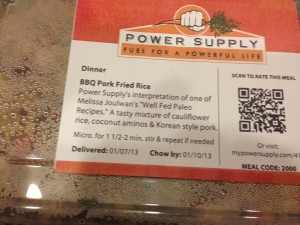 POWER SUPPLY
FUEL FOR A POWERFUL LIFE
Dinner
BBQ Pork Fried Rice
Power Supply's interpretation of one of
Melissa Joulwan's "Well Fed Paleo
Recipes." A tasty mixture of cauliflower
rice, coconut aminos & Korean style pork.
Micro. for 1 1/2-2 min. stir & repeat if needed
Delivered: 01/07/13 Chow by: 01/10/13
SCAN TO RATE THIS MEAL
Or visit:
mypowersupply.com/41
MEAL CODE: 2000